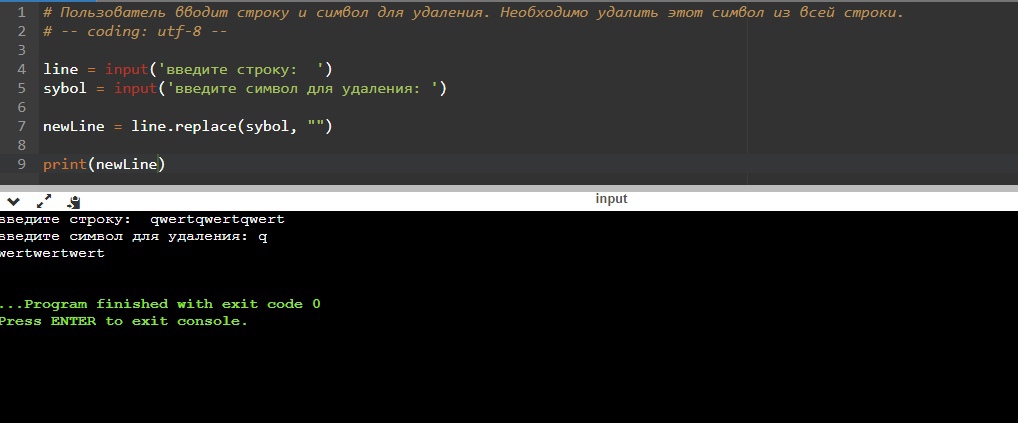 1 # Пользователь вводит строку и символ для удаления. Необходимо удалить этот символ из всей строки.
2 # -- coding: utf-8 --
3
4 line = input('введите строку:  ')
5 sybol = input('введите символ для удаления: ')
6
7 newLine = line.replace(sybol, "")
8
9 print(newLine)
input
введите строку:  qwertqwertqwert
введите символ для удаления: q
wertwertwert
...Program finished with exit code 0
Press ENTER to exit console.